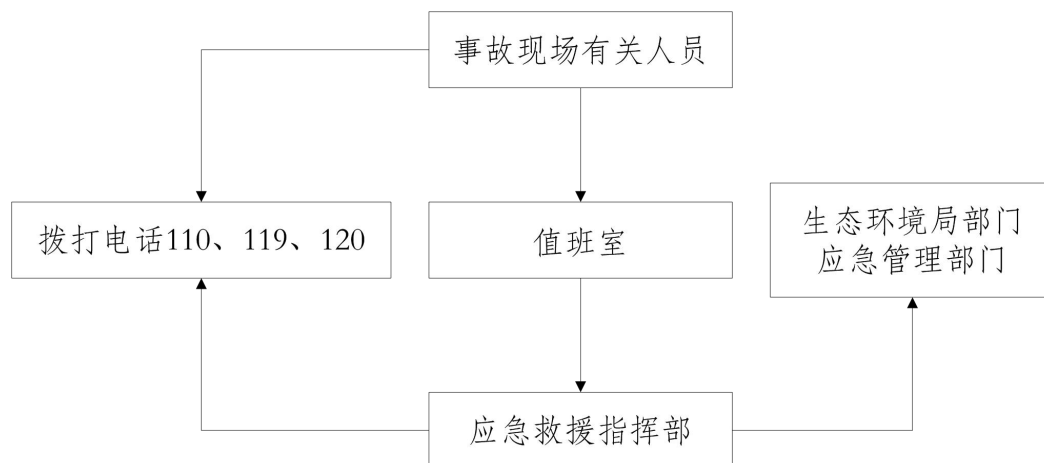 事故现场有关人员
拨打电话110、119、120
值班室
生态环境局部门
应急管理部门
应急救援指挥部